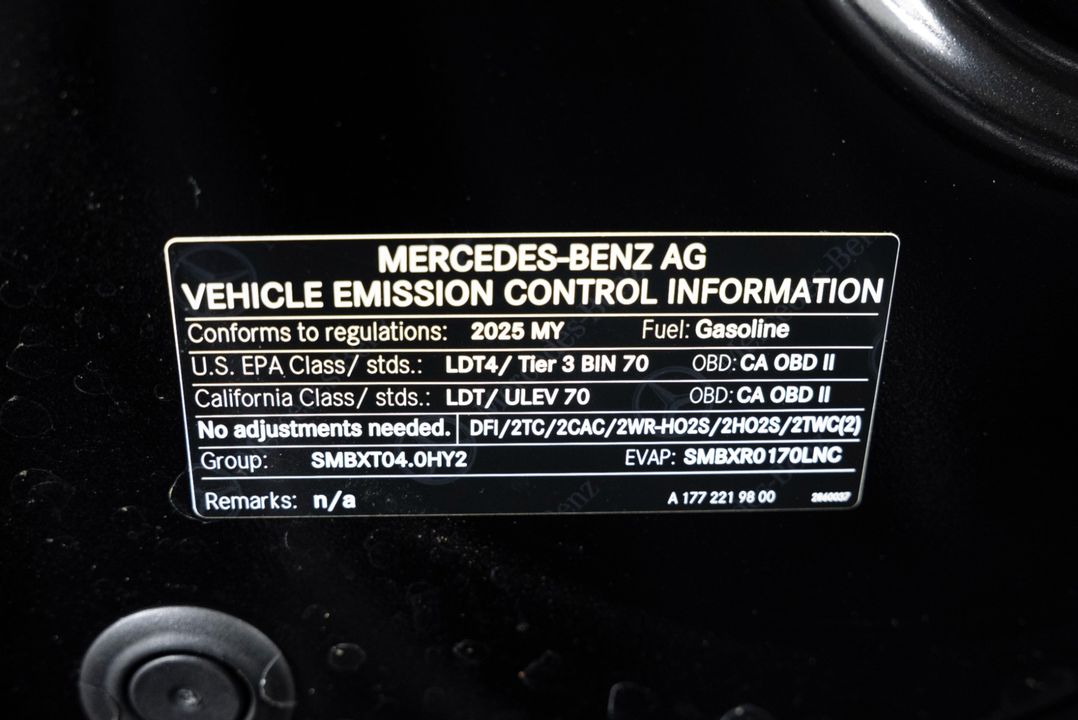 MERCEDES-BENZ AG
VEHICLE EMISSION CONTROL INFORMATION
Conforms to regulations: 2025 MY Fuel: Gasoline
U.S. EPA Class/ stds.: LDT4/ Tier 3 BIN 70 OBD: CA OBD II
California Class/ stds.: LDT/ ULEV 70 OBD: CA OBD II
No adjustments needed. DFI/2TC/2CAC/2WR-HO2S/2HO2S/2TWC(2)
Group: SMBXT04.0HY2 EVAP: SMBXR0170LNC
Remarks: n/a A 177 221 98 00